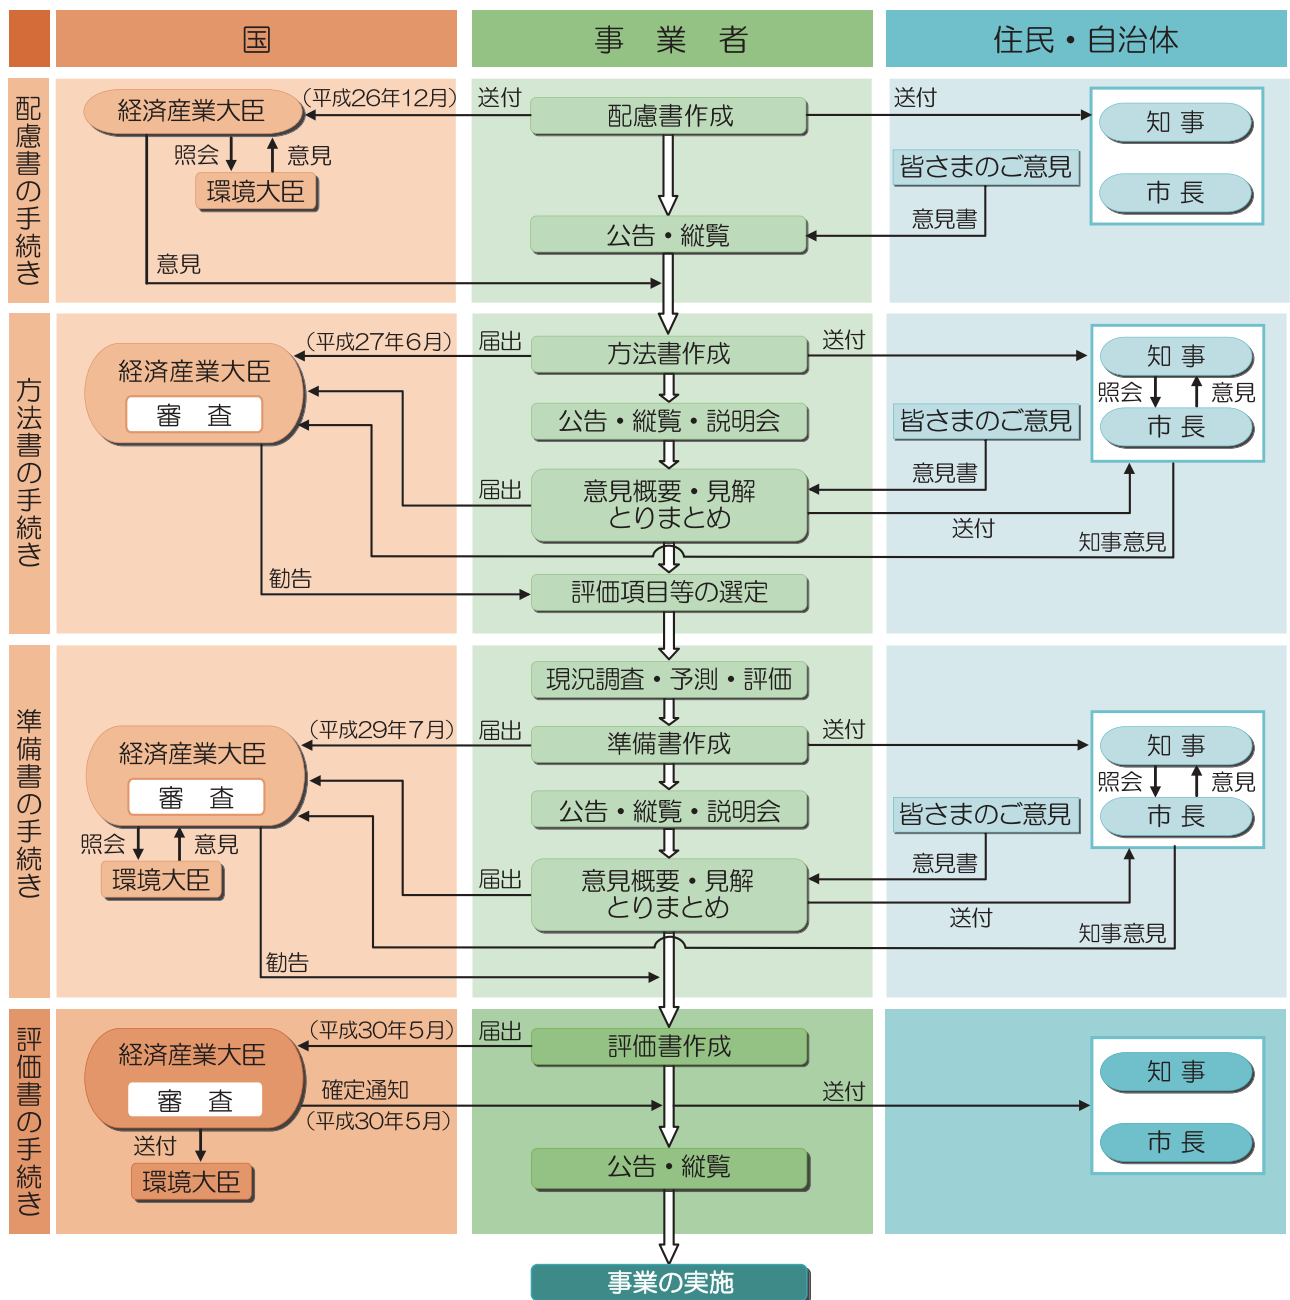 国
事 業 者
住民・自治体
配慮書の手続き
経済産業大臣
(平成26年12月)
送付
配慮書作成
送付
知 事
照会
意見
環境大臣
皆さまのご意見
市 長
意見書
公告・縦覧
意見
方法書の手続き
経済産業大臣
審 査
(平成27年6月)
届出
方法書作成
送付
知 事
照会
意見
市 長
公告・縦覧・説明会
皆さまのご意見
意見書
届出
意見概要・見解
とりまとめ
送付
知事意見
勧告
評価項目等の選定
準備書の手続き
現況調査・予測・評価
経済産業大臣
審 査
(平成29年7月)
届出
準備書作成
送付
知 事
照会
意見
市 長
公告・縦覧・説明会
皆さまのご意見
照会
意見
環境大臣
意見書
届出
意見概要・見解
とりまとめ
送付
知事意見
勧告
評価書の手続き
経済産業大臣
審 査
(平成30年5月)
届出
評価書作成
知 事
確定通知
(平成30年5月)
送付
市 長
送付
環境大臣
公告・縦覧
事業の実施